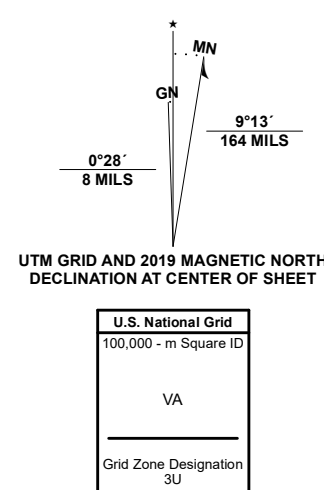 ★
MN
GN
9°13´
164 MILS
0°28´
8 MILS
UTM GRID AND 2019 MAGNETIC NORTH
DECLINATION AT CENTER OF SHEET
U.S. National Grid
100,000 - m Square ID
VA
Grid Zone Designation
3U